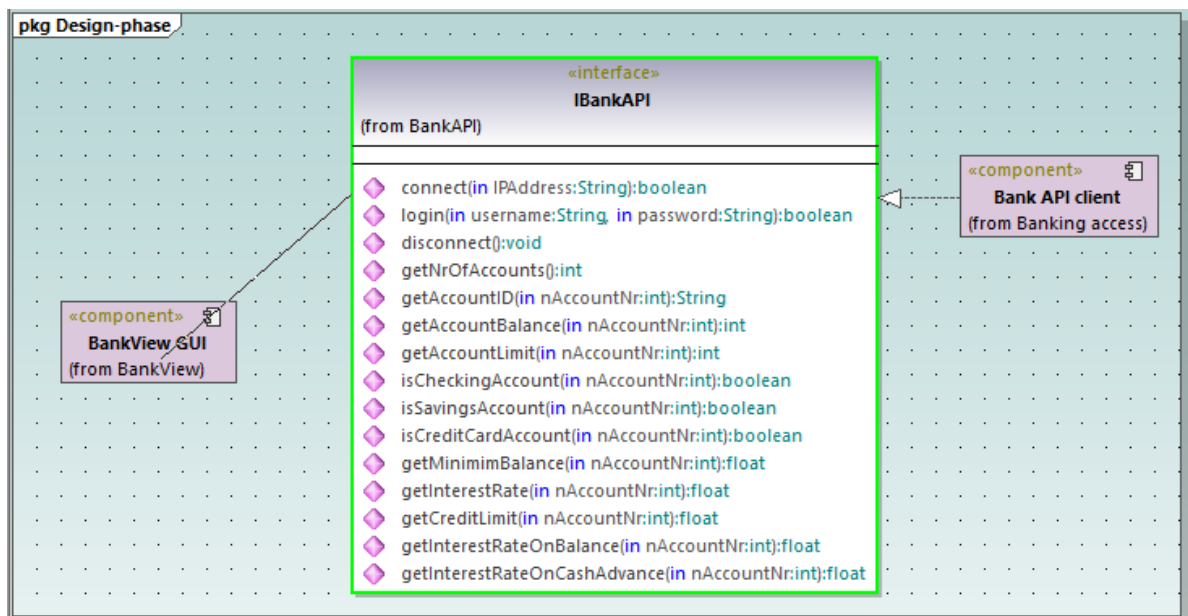 pkg Design-phase
«interface»
IBankAPI
(from BankAPI)
connect(in IPAddress:String):boolean
login(in username:String, in password:String):boolean
disconnect():void
getNrOfAccounts():int
getAccountID(in nAccountNr:int):String
getAccountBalance(in nAccountNr:int):int
getAccountLimit(in nAccountNr:int):int
isCheckingAccount(in nAccountNr:int):boolean
isSavingsAccount(in nAccountNr:int):boolean
isCreditCardAccount(in nAccountNr:int):boolean
getMinimimBalance(in nAccountNr:int):float
getInterestRate(in nAccountNr:int):float
getCreditLimit(in nAccountNr:int):float
getInterestRateOnBalance(in nAccountNr:int):float
getInterestRateOnCashAdvance(in nAccountNr:int):float
«component»
BankView GUI
(from BankView)
«component»
Bank API client
(from Banking access)